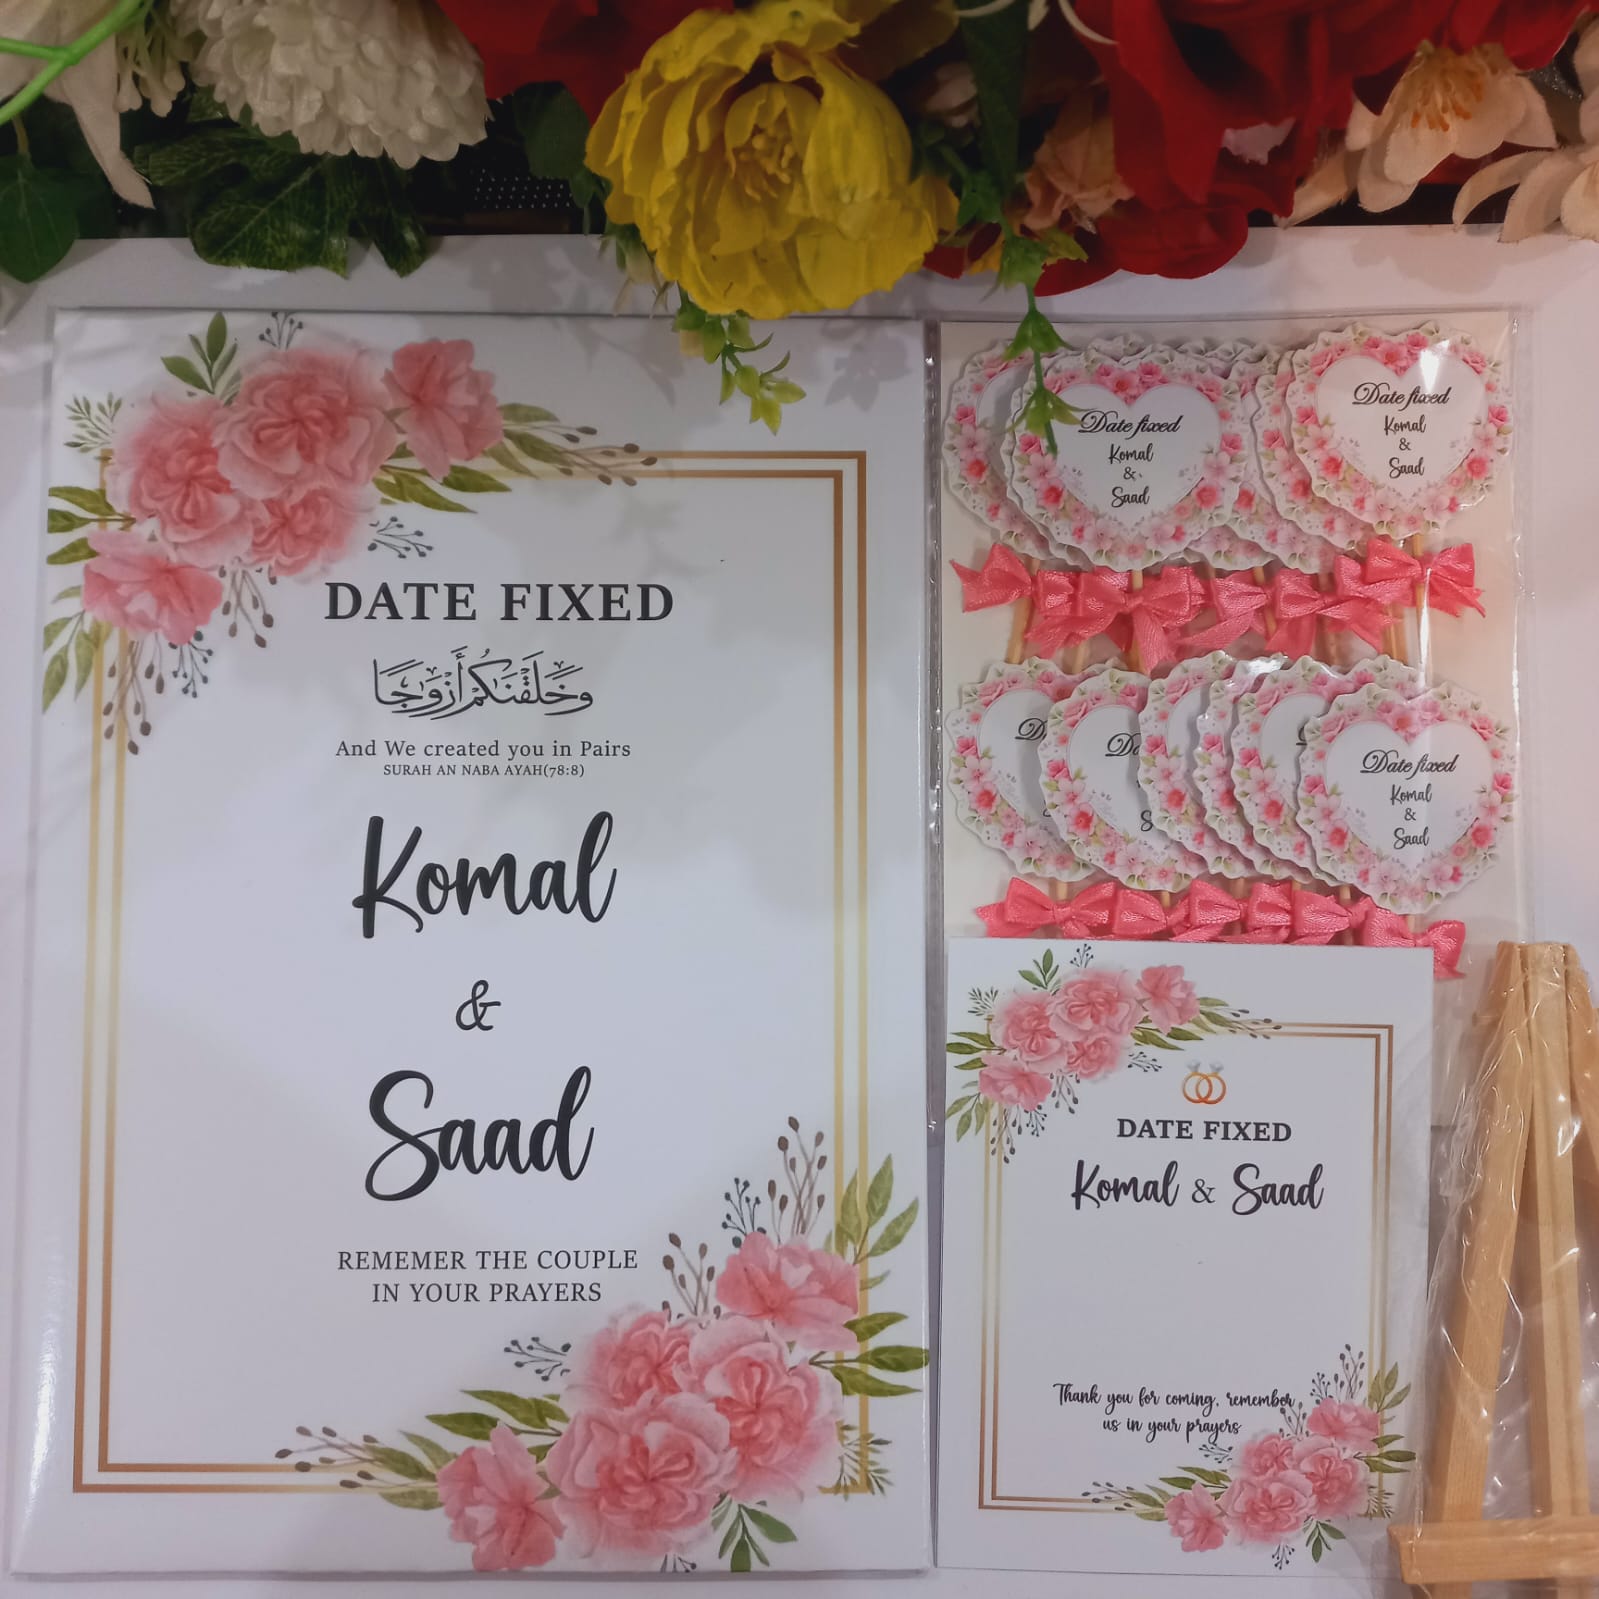 DATE FIXED
وَخَلَقْنَٰكُمْ أَزْوَٰجًا
And We created you in Pairs
SURAH AN NABA AYAH(78:8)
Komal
&
Saad
REMEMER THE COUPLE
IN YOUR PRAYERS
Date fixed
Komal
&
Saad
Date fixed
Komal
&
Saad
Date fixed
Komal
&
Saad
DATE FIXED
Komal & Saad
Thank you for coming, remember
us in your prayers